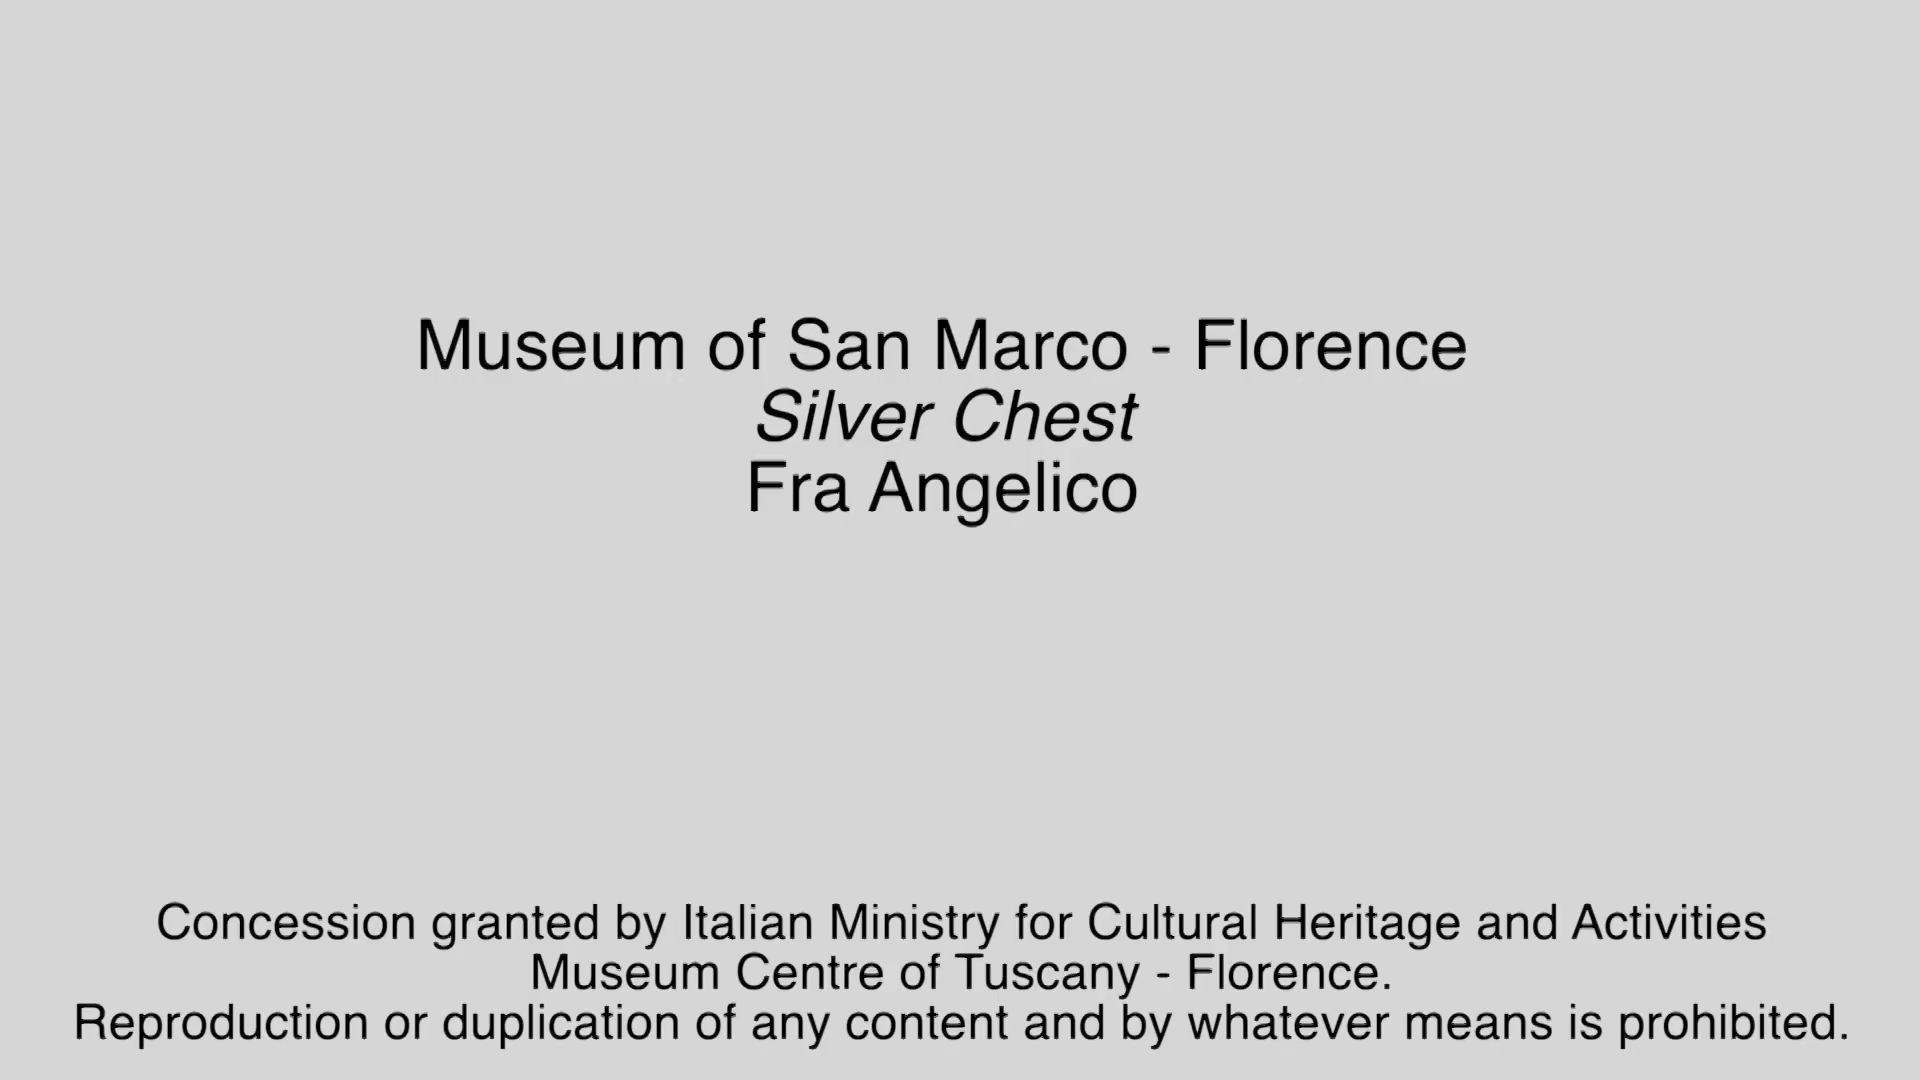 Museum of San Marco - Florence
Silver Chest
Fra Angelico
Concession granted by Italian Ministry for Cultural Heritage and Activities
Museum Centre of Tuscany - Florence.
Reproduction or duplication of any content and by whatever means is prohibited.